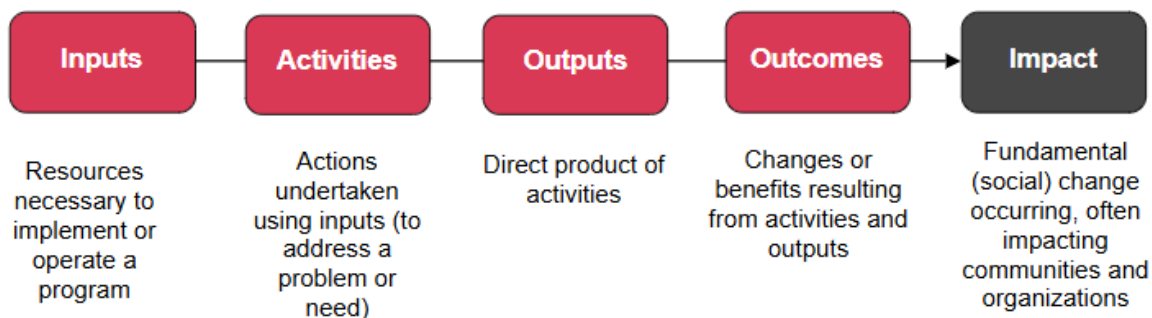 Inputs
Activities
Outputs
Outcomes
Impact
Resources
necessary to
implement or
operate a
program
Actions
undertaken
using inputs (to
address a
problem or
need)
Direct product of
activities
Changes or
benefits resulting
from activities and
outputs
Fundamental
(social) change
occurring, often
impacting
communities and
organizations